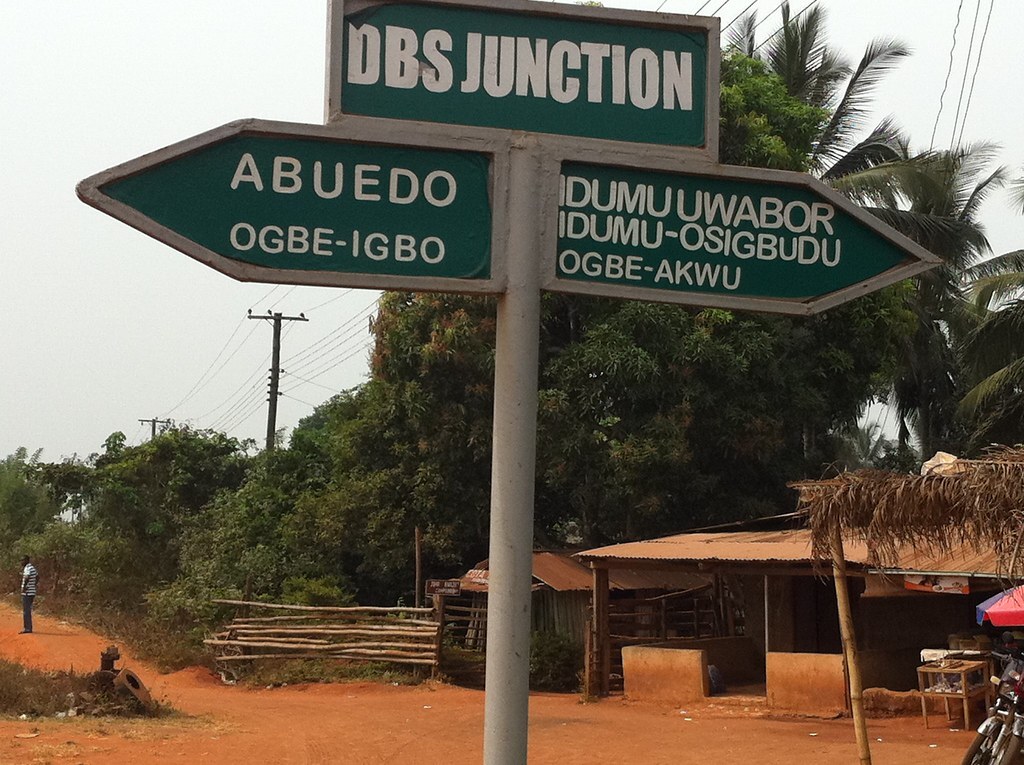 DBS JUNCTION
ABUEDO
OGBE-IGBO
IDUMU UWABOR
IDUMU-OSIGBUDU
OGBE-AKWU